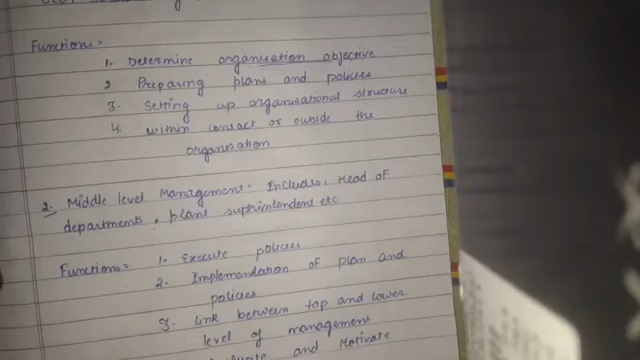 Functions:-
1. Determine organisation objective
2 Preparing plans and policies
3. Setting up organisational structure
4. within contact or outside the
organisation
2. Middle level Management - Includes, Head of
departments, plant suprintendent etc
Functions:- 1. Execute policies
2. Implemendation of plan and
policies
3. Link between top and lower
level of management
and Motivate